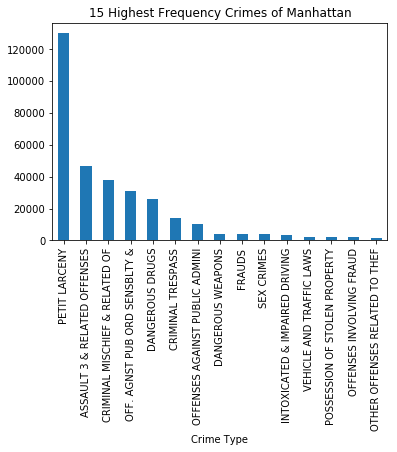 15 Highest Frequency Crimes of Manhattan
120000
100000
80000
60000
40000
20000
0
PETIT LARCENY
ASSAULT 3 & RELATED OFFENSES
CRIMINAL MISCHIEF & RELATED OF
OFF. AGNST PUB ORD SENSBLTY &
DANGEROUS DRUGS
CRIMINAL TRESPASS
OFFENSES AGAINST PUBLIC ADMINI
DANGEROUS WEAPONS
FRAUDS
SEX CRIMES
INTOXICATED & IMPAIRED DRIVING
VEHICLE AND TRAFFIC LAWS
POSSESSION OF STOLEN PROPERTY
OFFENSES INVOLVING FRAUD
OTHER OFFENSES RELATED TO THEF
Crime Type